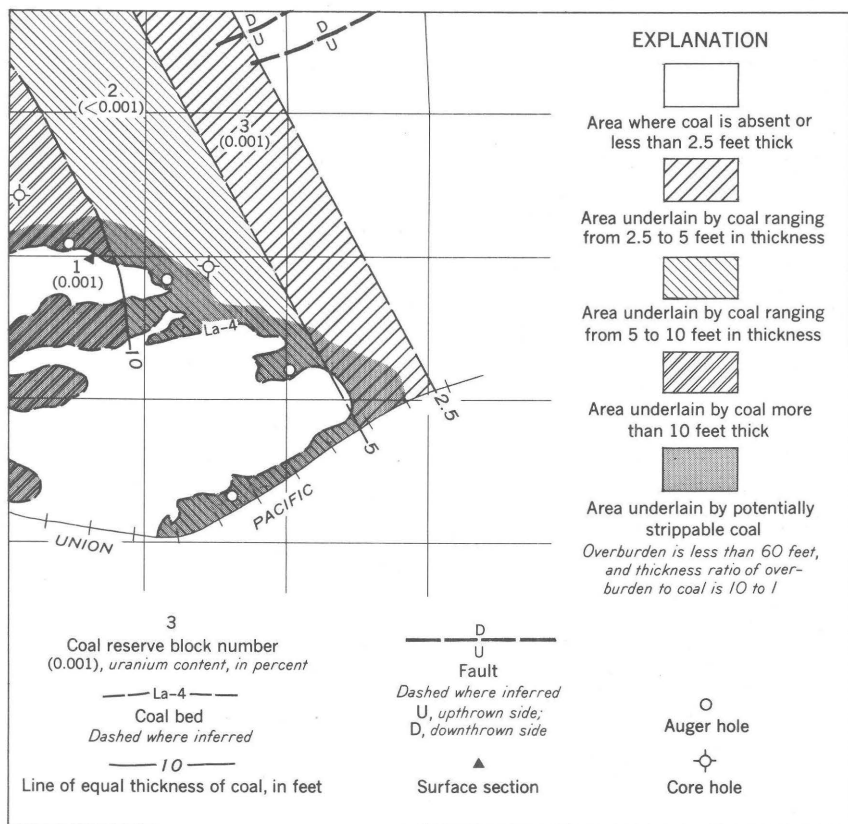 D
U
D
U
2
(<0.001)
3
(0.001)
1
(0.001)
La-4
10
2.5
5
PACIFIC
UNION
EXPLANATION
Area where coal is absent or
less than 2.5 feet thick
Area underlain by coal ranging
from 2.5 to 5 feet in thickness
Area underlain by coal ranging
from 5 to 10 feet in thickness
Area underlain by coal more
than 10 feet thick
Area underlain by potentially
strippable coal
Overburden is less than 60 feet,
and thickness ratio of over-
burden to coal is 10 to 1
3
Coal reserve block number
(0.001), uranium content, in percent
La-4
Coal bed
Dashed where inferred
10
Line of equal thickness of coal, in feet
D
U
Fault
Dashed where inferred
U, upthrown side;
D, downthrown side
Surface section
Auger hole
Core hole